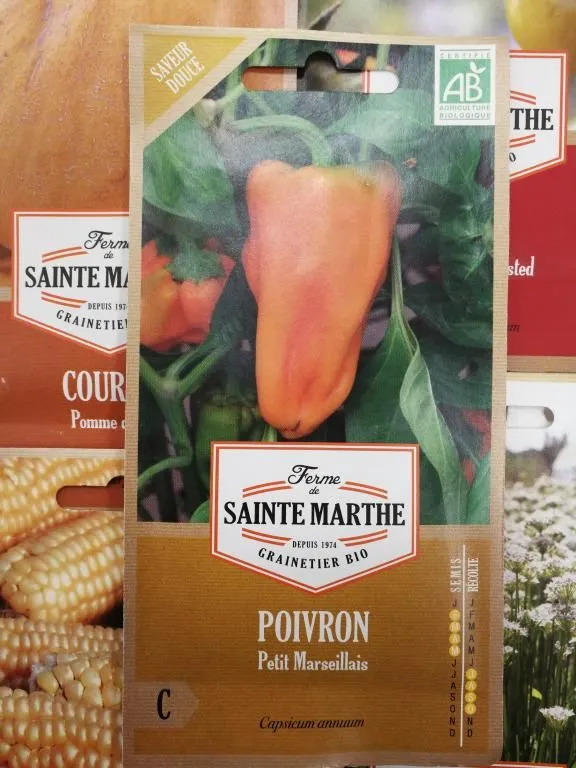 SAVEUR
DOUCE
CERTIFIÉ
AB
AGRICULTURE
BIOLOGIQUE
Ferme
de
SAINTE MARTHE
DEPUIS 1974
GRAINETIER BIO
POIVRON
Petit Marseillais
C
Capsicum annuum
SEMIS
RÉCOLTE
J F M A M J J A S O N D
J F M A M J J A S O N D
Ferme
de
SAINTE MA
DEPUIS 197
GRAINETIER
COUR
Pomme
THE
sted